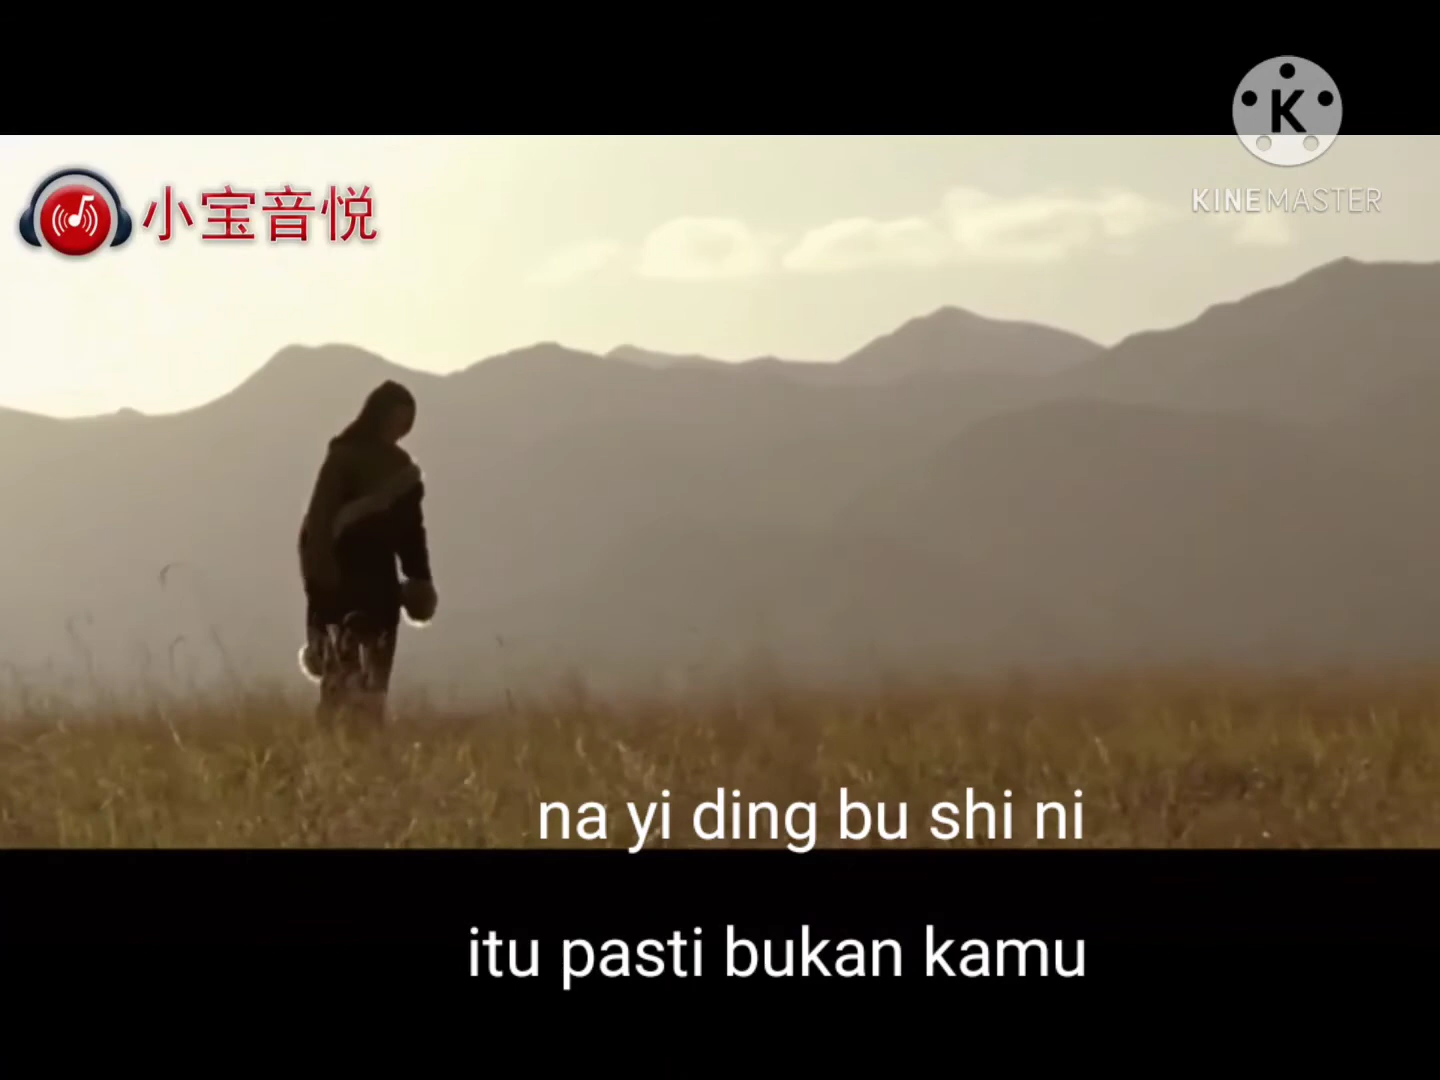 K
KINEMASTER
小宝音悦
na yi ding bu shi ni
itu pasti bukan kamu